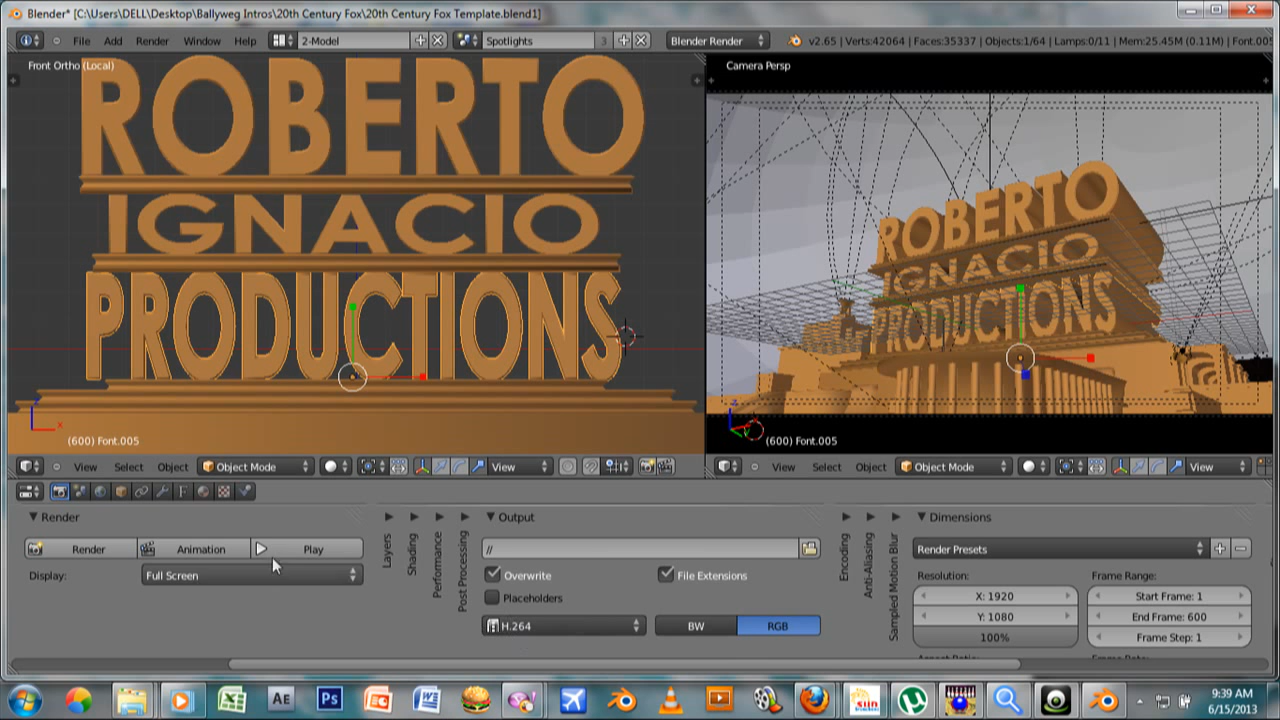 Blender* [C:\Users\DELL\Desktop\Ballyweg Intros\20th Century Fox\20th Century Fox Template.blend1]
File Add Render Window Help 2-Model Spotlights 3 Blender Render v2.65 | Verts:42064 | Faces:35337 | Objects:1/64 | Lamps:0/11 | Mem:25.45M (0.11M) | Font.005
Front Ortho (Local)
ROBERTO
IGNACIO
PRODUCTIONS
(600) Font.005
Camera Persp
ROBERTO
IGNACIO
PRODUCTIONS
(600) Font.005
View Select Object Object Mode View
View Select Object Object Mode View
Render
Render Animation Play
Display: Full Screen
Layers
Shading
Performance
Post Processing
Output
//
Overwrite File Extensions
Placeholders
H.264 BW RGB
Encoding
Anti-Aliasing
Sampled Motion Blur
Dimensions
Render Presets
Resolution: Frame Range:
X: 1920 Start Frame: 1
Y: 1080 End Frame: 600
100% Frame Step: 1
Ae Ps W
9:39 AM
6/15/2013